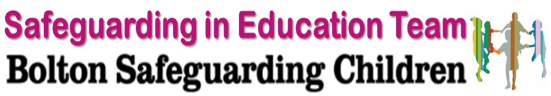 Safeguarding in Education Team
Bolton Safeguarding Children